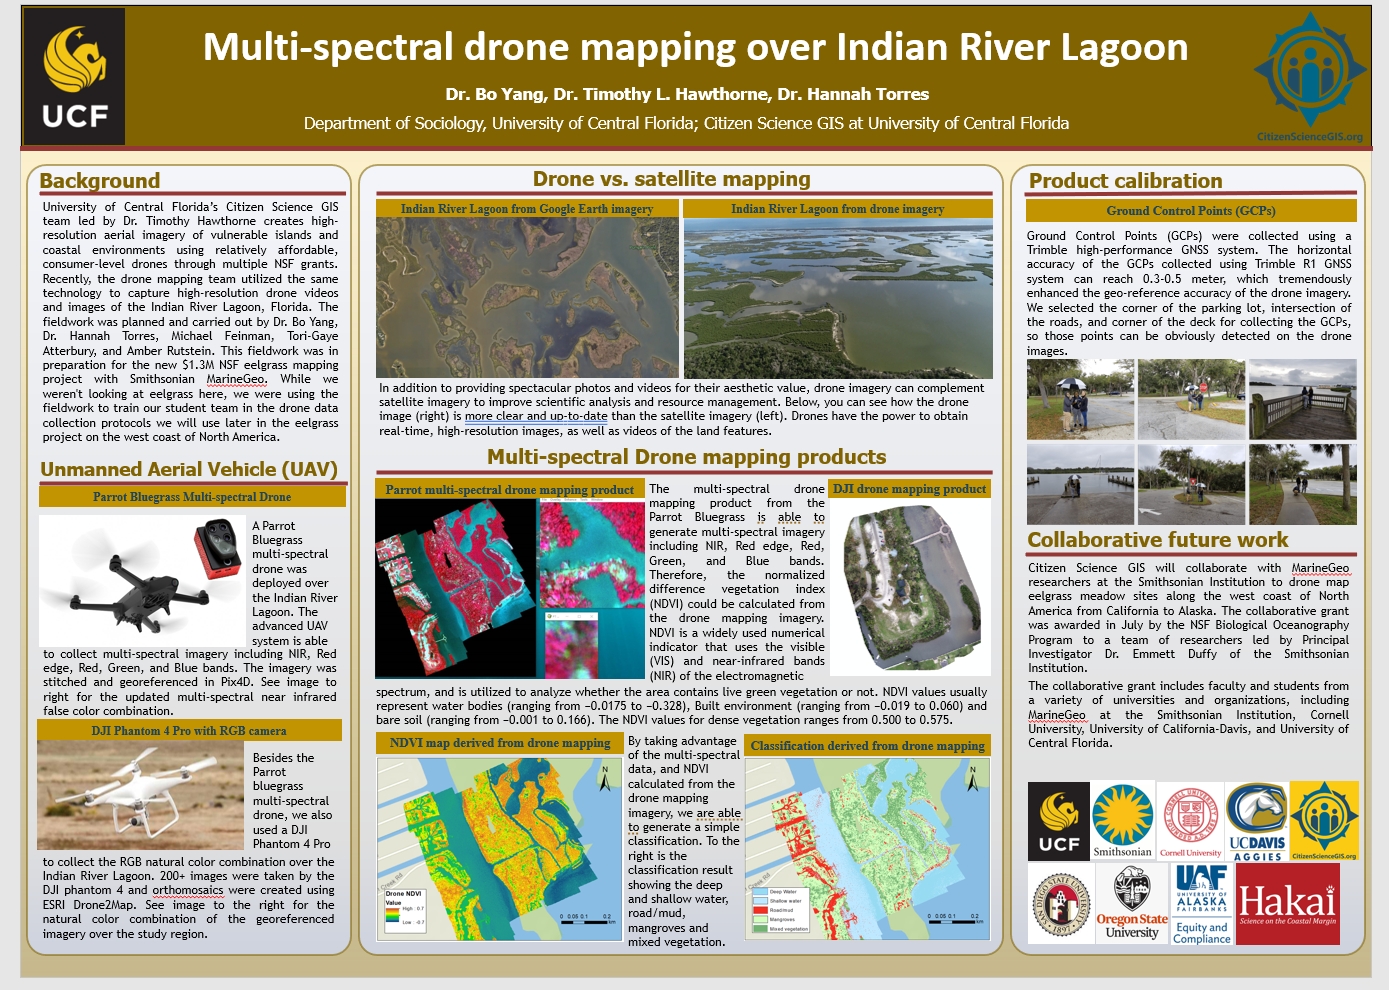 UCF
Multi-spectral drone mapping over Indian River Lagoon
Dr. Bo Yang, Dr. Timothy L. Hawthorne, Dr. Hannah Torres
Department of Sociology, University of Central Florida; Citizen Science GIS at University of Central Florida
CitizenScienceGIS.org
Background
University of Central Florida's Citizen Science GIS
team led by Dr. Timothy Hawthorne creates high-
resolution aerial imagery of vulnerable islands and
coastal environments using relatively affordable,
consumer-level drones through multiple NSF grants.
Recently, the drone mapping team utilized the same
technology to capture high-resolution drone videos
and images of the Indian River Lagoon, Florida. The
fieldwork was planned and carried out by Dr. Bo Yang,
Dr. Hannah Torres, Michael Feinman, Tori-Gaye
Atterbury, and Amber Rutstein. This fieldwork was in
preparation for the new $1.3M NSF eelgrass mapping
project with Smithsonian MarineGeo. While we
weren't looking at eelgrass here, we were using the
fieldwork to train our student team in the drone data
collection protocols we will use later in the eelgrass
project on the west coast of North America.
Unmanned Aerial Vehicle (UAV)
Parrot Bluegrass Multi-spectral Drone
A Parrot
Bluegrass
multi-spectral
drone was
deployed over
the Indian River
Lagoon. The
advanced UAV
system is able
to collect multi-spectral imagery including NIR, Red
edge, Red, Green, and Blue bands. The imagery was
stitched and georeferenced in Pix4D. See image to
right for the updated multi-spectral near infrared
false color combination.
DJI Phantom 4 Pro with RGB camera
Besides the
Parrot
bluegrass
multi-spectral
drone, we also
used a DJI
Phantom 4 Pro
to collect the RGB natural color combination over the
Indian River Lagoon. 200+ images were taken by the
DJI phantom 4 and orthomosaics were created using
ESRI Drone2Map. See image to the right for the
natural color combination of the georeferenced
imagery over the study region.
Drone vs. satellite mapping
Indian River Lagoon from Google Earth imagery
Indian River Lagoon from drone imagery
In addition to providing spectacular photos and videos for their aesthetic value, drone imagery can complement
satellite imagery to improve scientific analysis and resource management. Below, you can see how the drone
image (right) is more clear and up-to-date than the satellite imagery (left). Drones have the power to obtain
real-time, high-resolution images, as well as videos of the land features.
Multi-spectral Drone mapping products
Parrot multi-spectral drone mapping product
The multi-spectral drone
mapping product from the
Parrot Bluegrass is able to
generate multi-spectral imagery
including NIR, Red edge, Red,
Green, and Blue bands.
Therefore, the normalized
difference vegetation index
(NDVI) could be calculated from
the drone mapping imagery.
NDVI is a widely used numerical
indicator that uses the visible
(VIS) and near-infrared bands
(NIR) of the electromagnetic
DJI drone mapping product
spectrum, and is utilized to analyze whether the area contains live green vegetation or not. NDVI values usually
represent water bodies (ranging from −0.0175 to −0.328), Built environment (ranging from −0.019 to 0.060) and
bare soil (ranging from −0.001 to 0.166). The NDVI values for dense vegetation ranges from 0.500 to 0.575.
NDVI map derived from drone mapping
N
Drone NDVI
Value
High : 0.7
Low : -0.7
0 0.05 0.1 0.2
km
By taking advantage
of the multi-spectral
data, and NDVI
calculated from the
drone mapping
imagery, we are able
to generate a simple
classification. To the
right is the
classification result
showing the deep
and shallow water,
road/mud,
mangroves and
mixed vegetation.
Classification derived from drone mapping
N
Deep Water
Shallow water
Road/mud
Mangroves
Mixed vegetation
0 0.05 0.1 0.2
km
Product calibration
Ground Control Points (GCPs)
Ground Control Points (GCPs) were collected using a
Trimble high-performance GNSS system. The horizontal
accuracy of the GCPs collected using Trimble R1 GNSS
system can reach 0.3-0.5 meter, which tremendously
enhanced the geo-reference accuracy of the drone imagery.
We selected the corner of the parking lot, intersection of
the roads, and corner of the deck for collecting the GCPs,
so those points can be obviously detected on the drone
images.
Collaborative future work
Citizen Science GIS will collaborate with MarineGeo
researchers at the Smithsonian Institution to drone map
eelgrass meadow sites along the west coast of North
America from California to Alaska. The collaborative grant
was awarded in July by the NSF Biological Oceanography
Program to a team of researchers led by Principal
Investigator Dr. Emmett Duffy of the Smithsonian
Institution.
The collaborative grant includes faculty and students from
a variety of universities and organizations, including
MarineGeo at the Smithsonian Institution, Cornell
University, University of California-Davis, and University of
Central Florida.
UCF
Smithsonian
Cornell University
UCDAVIS
AGGIES
CitizenScienceGIS.org
1897
Oregon State
University
UAF
UNIVERSITY OF
ALASKA
FAIRBANKS
Equity and
Compliance
Hakai
Science on the Coastal Margin